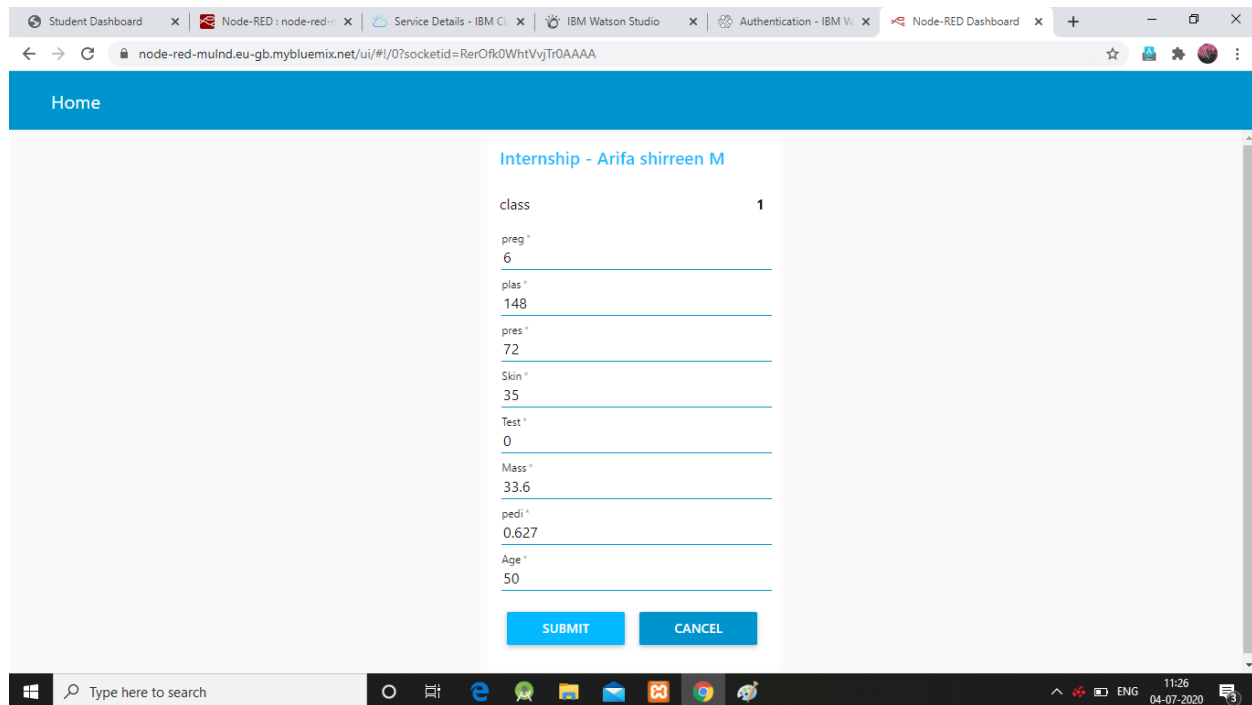 Student Dashboard
Node-RED : node-red-
Service Details - IBM Cl
IBM Watson Studio
Authentication - IBM W
Node-RED Dashboard
node-red-mulnd.eu-gb.mybluemix.net/ui/#!/0?socketid=RerOfk0WhtVvjTr0AAAA
Home
Internship - Arifa shirreen M
class 1
preg *
6
plas *
148
pres *
72
Skin *
35
Test *
0
Mass *
33.6
pedi *
0.627
Age *
50
SUBMIT CANCEL
Type here to search
ENG
11:26
04-07-2020
3